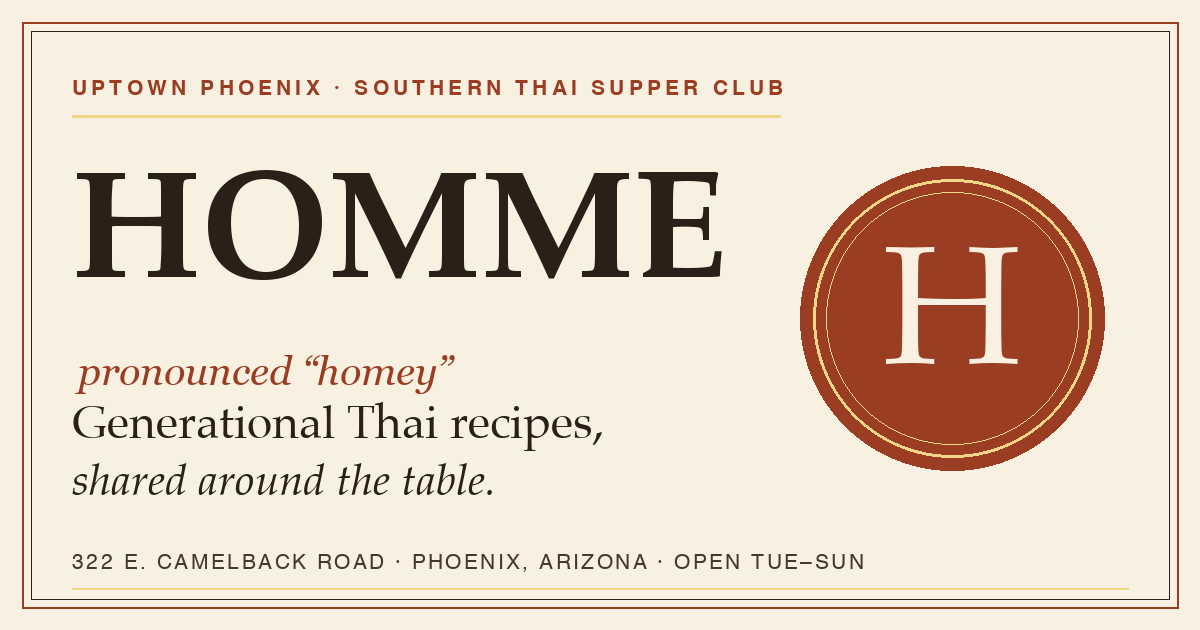 UPTOWN PHOENIX · SOUTHERN THAI SUPPER CLUB
HOMME
H
pronounced “homey”
Generational Thai recipes,
shared around the table.
322 E. CAMELBACK ROAD · PHOENIX, ARIZONA · OPEN TUE–SUN